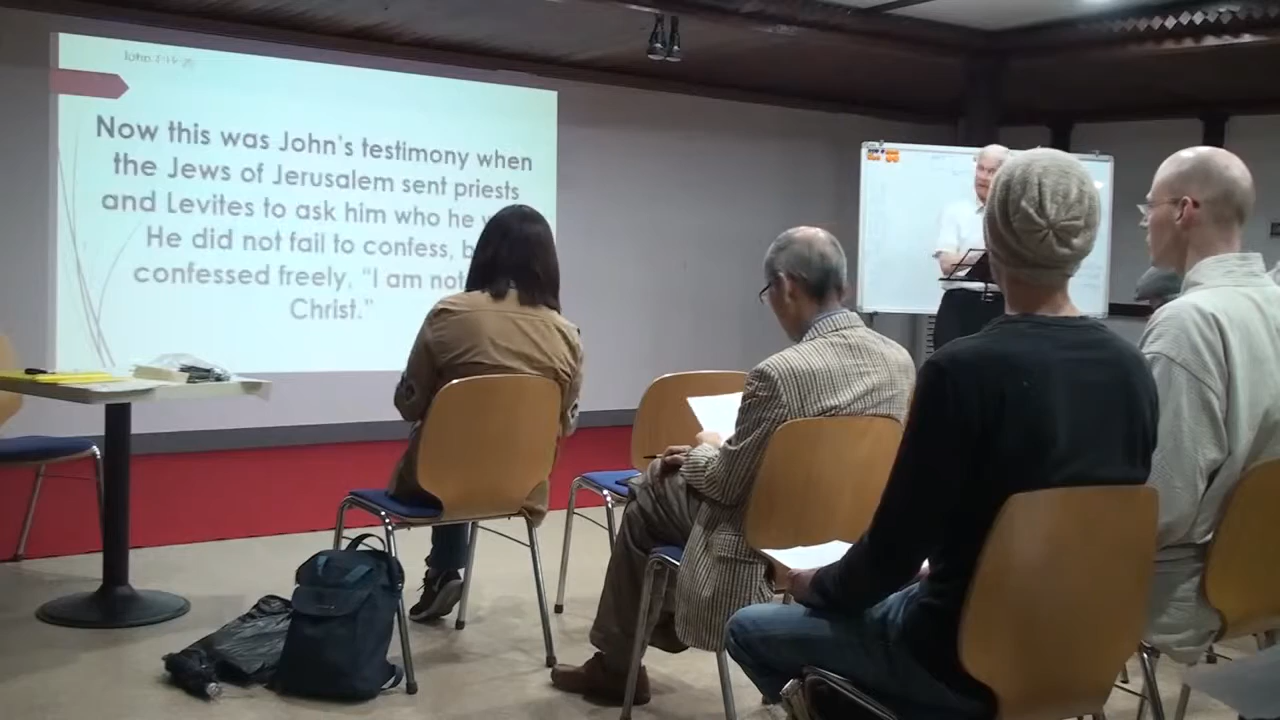 Now this was John's testimony when
the Jews of Jerusalem sent priests
and Levites to ask him who he
He did not fail to confess,
confessed freely, "I am not
Christ."